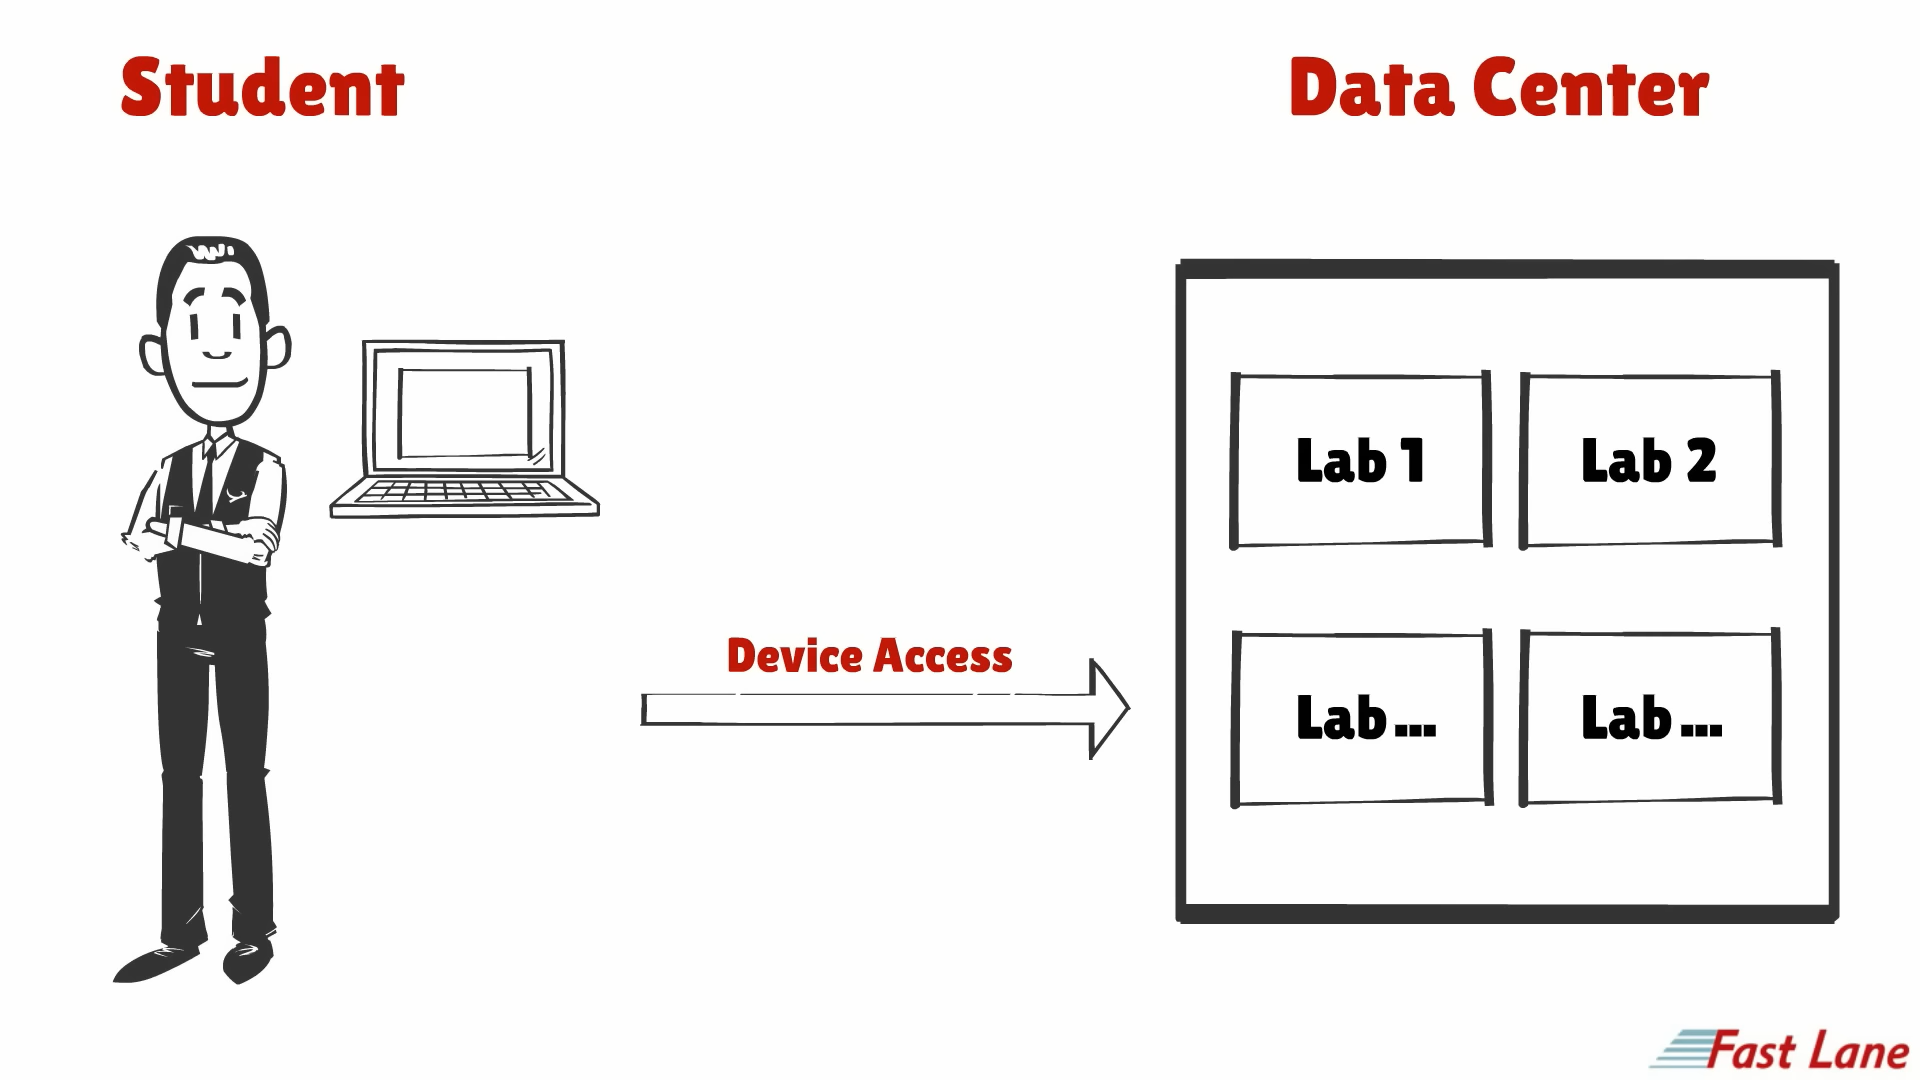 Student
Data Center
Lab 1
Lab 2
Device Access
Lab ...
Lab ...
Fast Lane